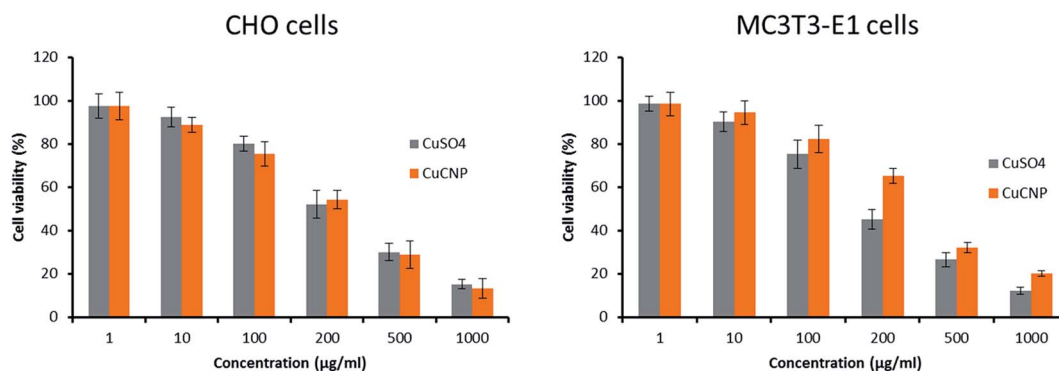 CHO cells
120
100
80
60
40
20
0
Cell viability (%)
CuSO4
CuCNP
1 10 100 200 500 1000
Concentration (µg/ml)
MC3T3-E1 cells
120
100
80
60
40
20
0
Cell viability (%)
CuSO4
CuCNP
1 10 100 200 500 1000
Concentration (µg/ml)